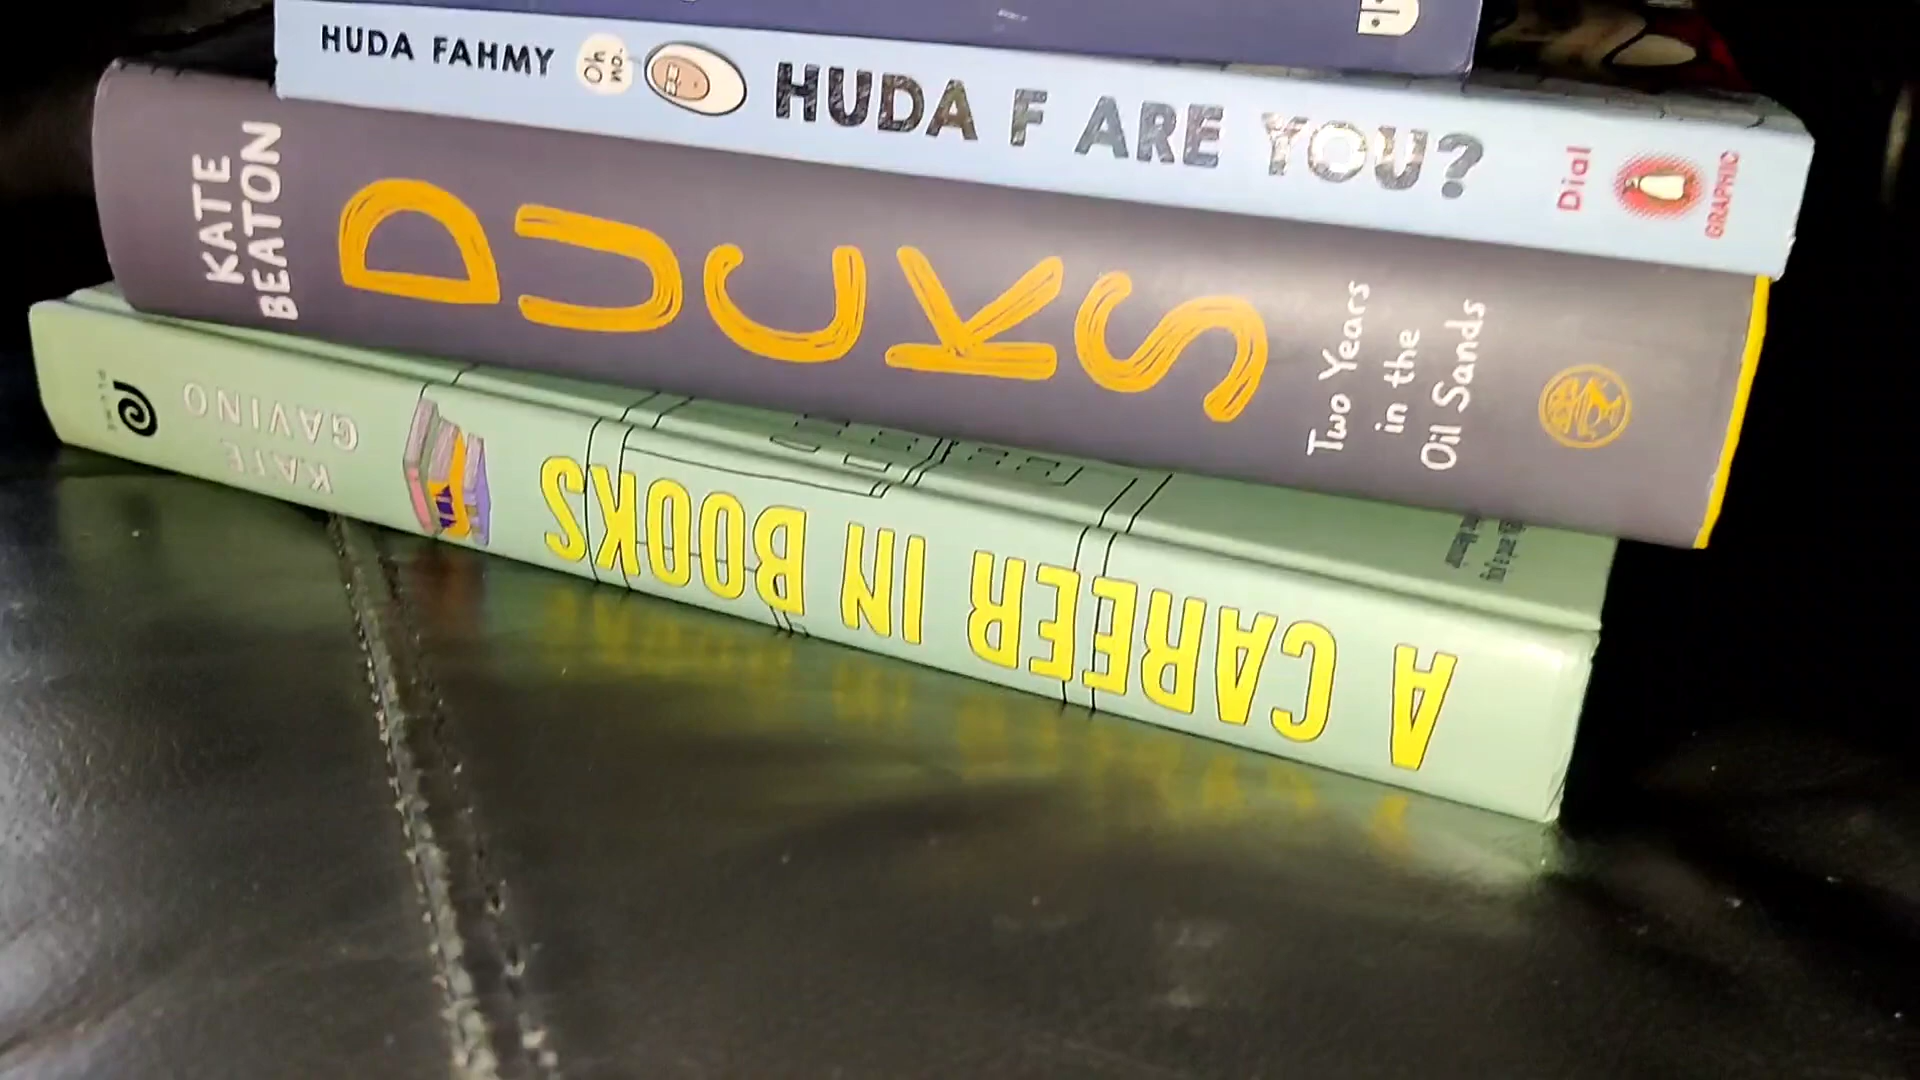 HUDA FAHMY
Oh
no.
HUDA F ARE YOU?
Dial
GRAPHIC
KATE
BEATON
DUCKS
Two Years
in the
Oil Sands
A CAREER IN BOOKS
KATE
GAVINO
PLUME